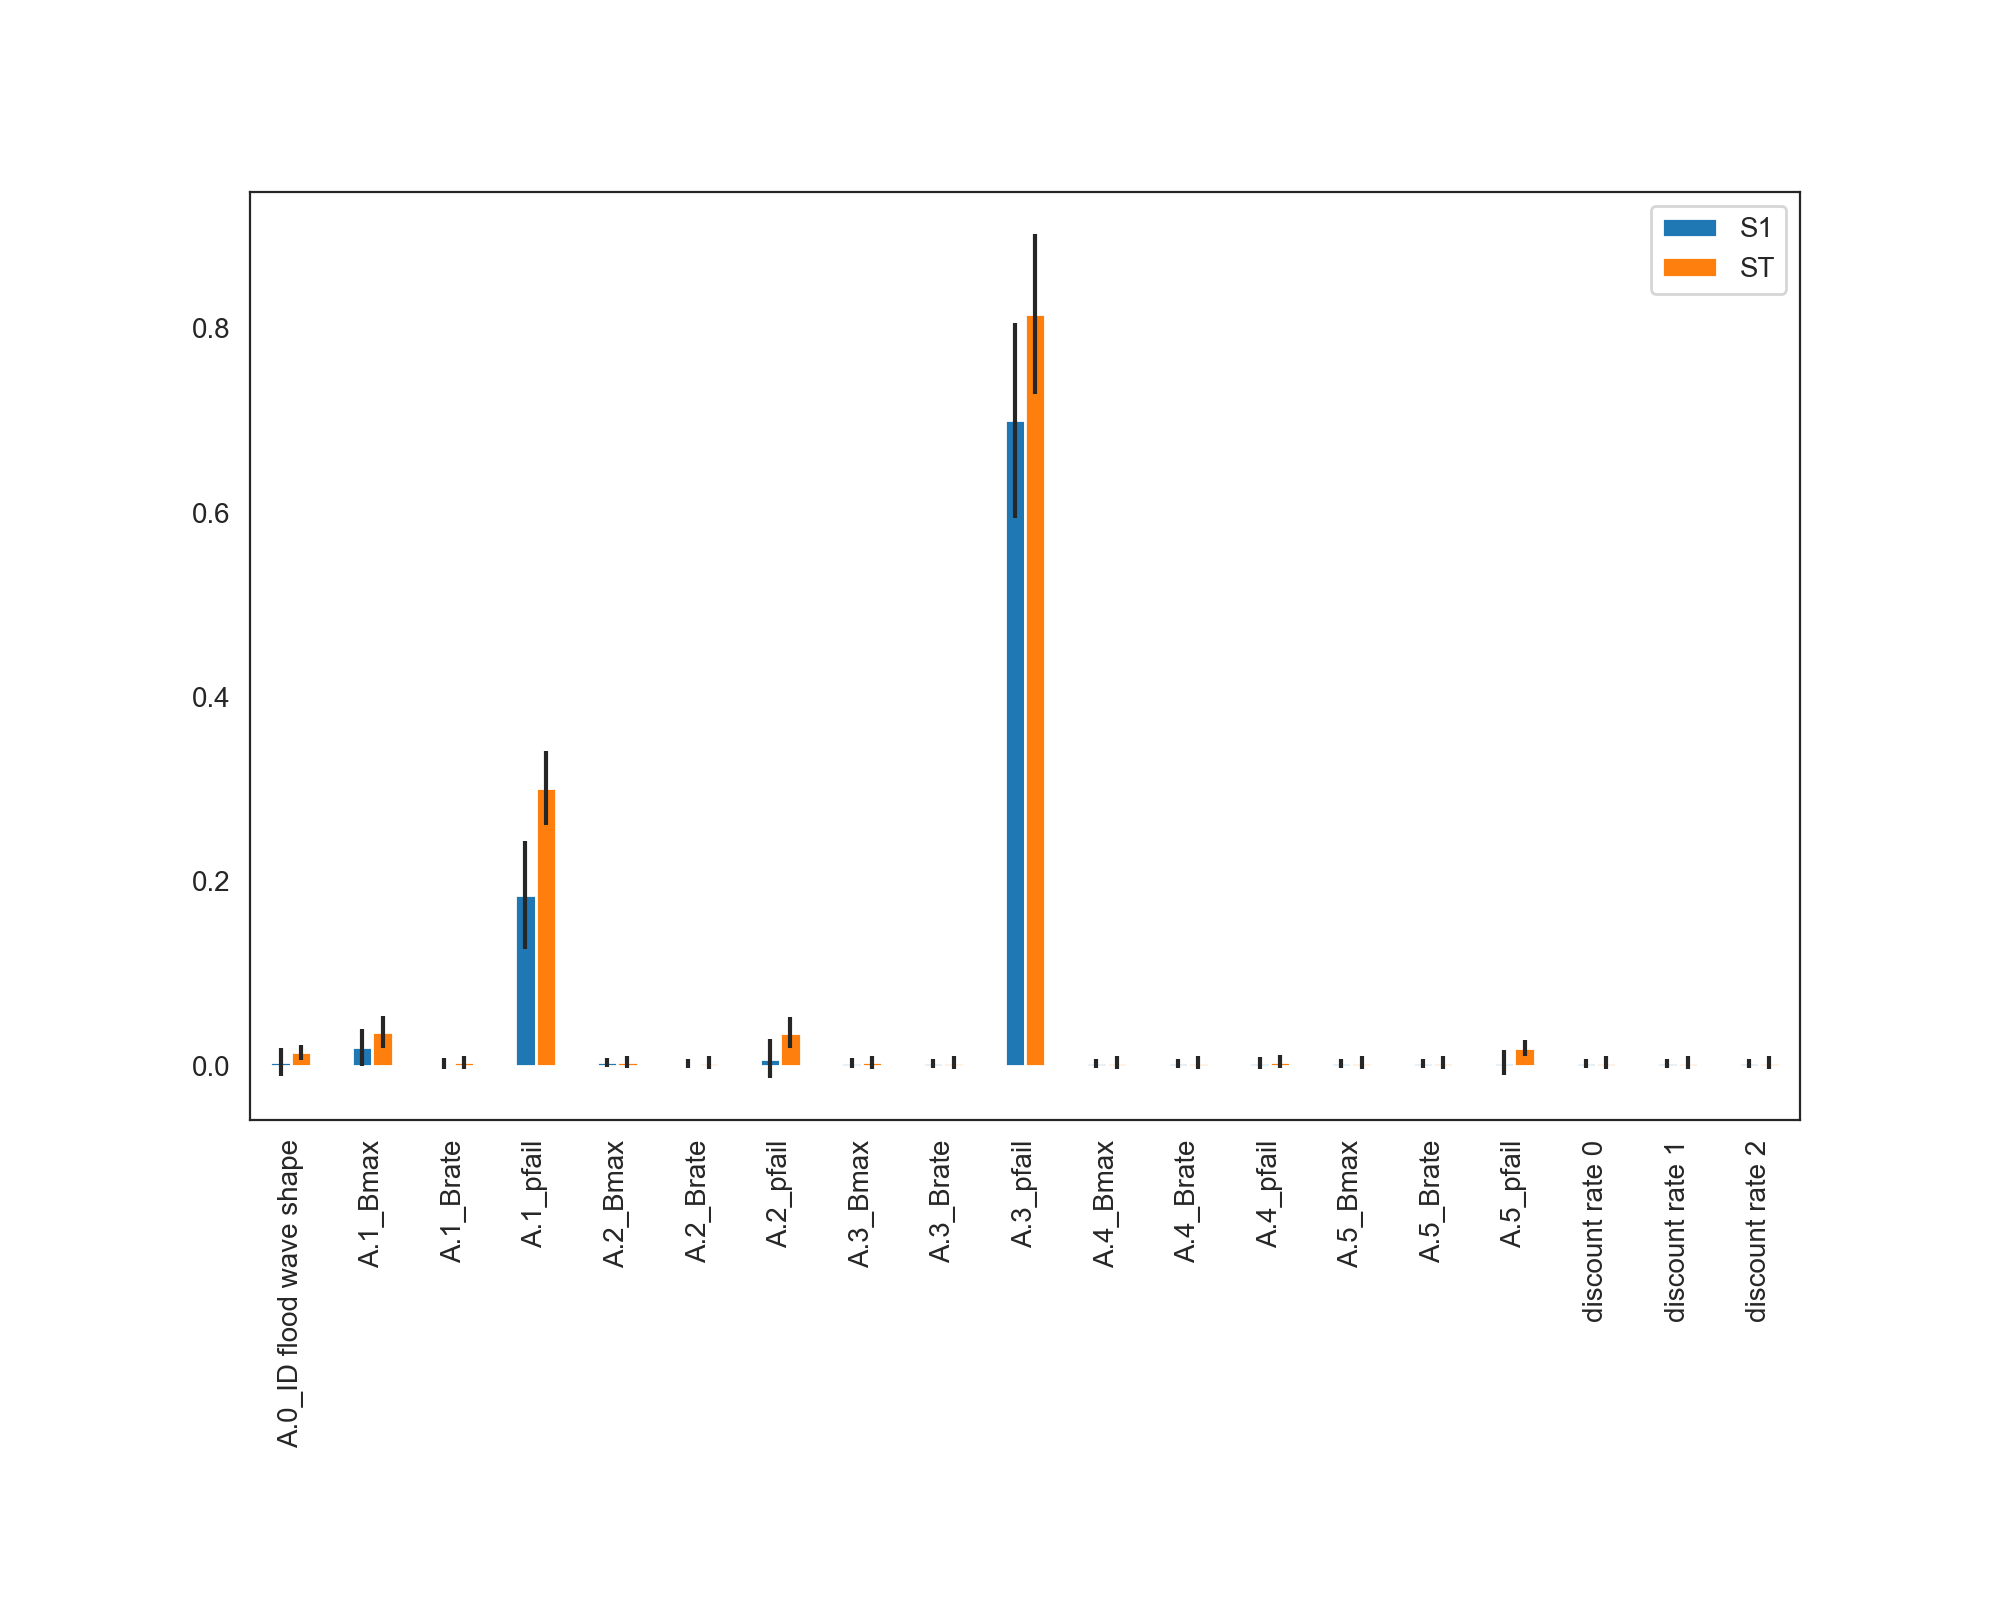 S1
ST
0.8
0.6
0.4
0.2
0.0
A.0_ID flood wave shape
A.1_Bmax
A.1_Brate
A.1_pfail
A.2_Bmax
A.2_Brate
A.2_pfail
A.3_Bmax
A.3_Brate
A.3_pfail
A.4_Bmax
A.4_Brate
A.4_pfail
A.5_Bmax
A.5_Brate
A.5_pfail
discount rate 0
discount rate 1
discount rate 2